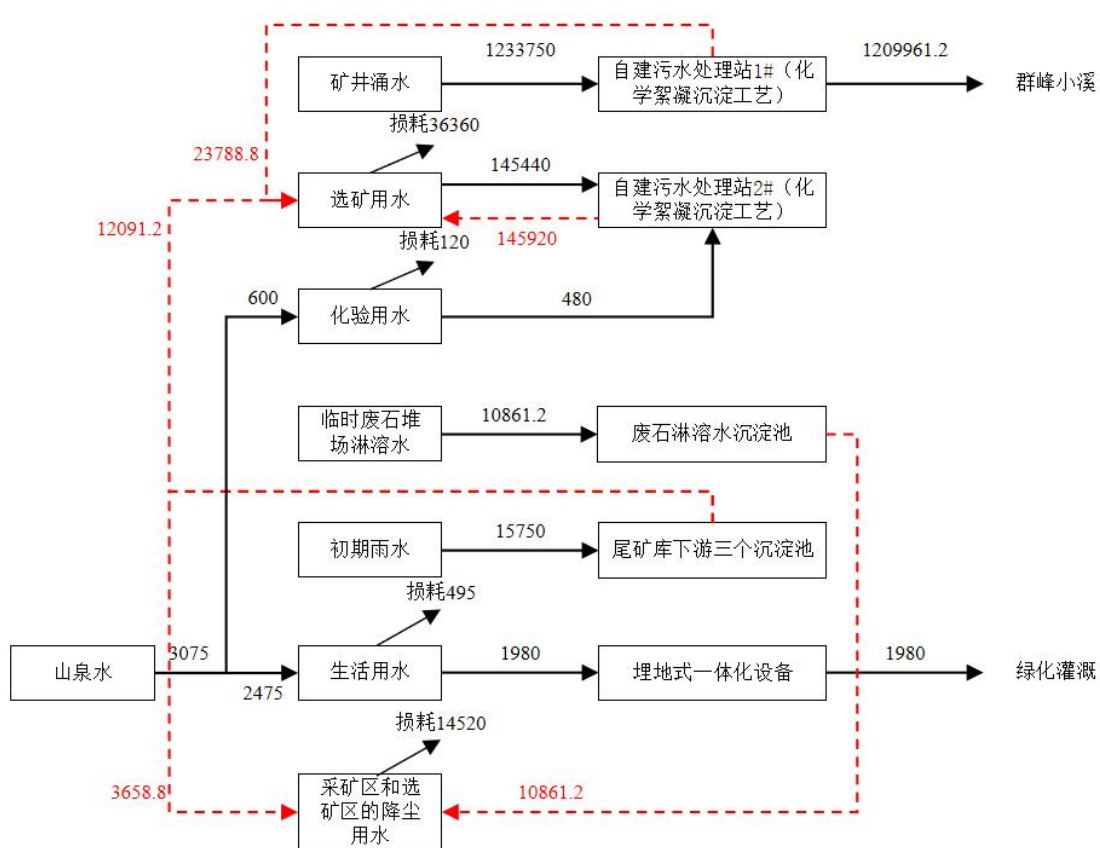 1233750
1209961.2
矿井涌水
自建污水处理站1#（化
学絮凝沉淀工艺）
群峰小溪
损耗36360
23788.8
145440
选矿用水
自建污水处理站2#（化
学絮凝沉淀工艺）
12091.2
145920
损耗120
600
化验用水
480
临时废石堆
场淋溶水
10861.2
废石淋溶水沉淀池
初期雨水
15750
尾矿库下游三个沉淀池
损耗495
山泉水
3075
2475
生活用水
1980
埋地式一体化设备
1980
绿化灌溉
损耗14520
3658.8
采矿区和选
矿区的降尘
用水
10861.2